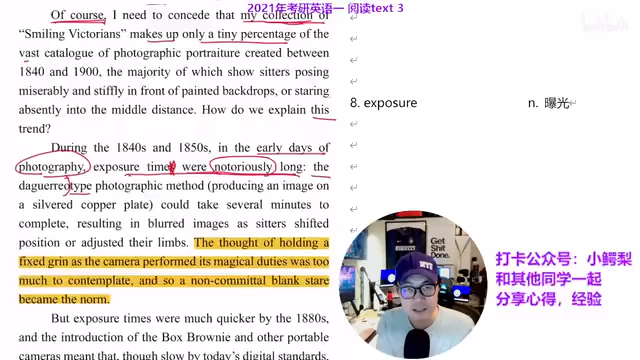 2021年考研英语一 阅读text 3
bilibili
Of course, I need to concede that my collection of
“Smiling Victorians” makes up only a tiny percentage of the
vast catalogue of photographic portraiture created between
1840 and 1900, the majority of which show sitters posing
miserably and stiffly in front of painted backdrops, or staring
absently into the middle distance. How do we explain this
trend?
During the 1840s and 1850s, in the early days of
photography, exposure times were notoriously long: the
daguerreotype photographic method (producing an image on
a silvered copper plate) could take several minutes to
complete, resulting in blurred images as sitters shifted
position or adjusted their limbs. The thought of holding a
fixed grin as the camera performed its magical duties was too
much to contemplate, and so a non-committal blank stare
became the norm.
But exposure times were much quicker by the 1880s,
and the introduction of the Box Brownie and other portable
cameras meant that, though slow by today’s digital standards,
8. exposure n. 曝光
Get
Shit
Done.
打卡公众号：小鳄梨
和其他同学一起
分享心得，经验